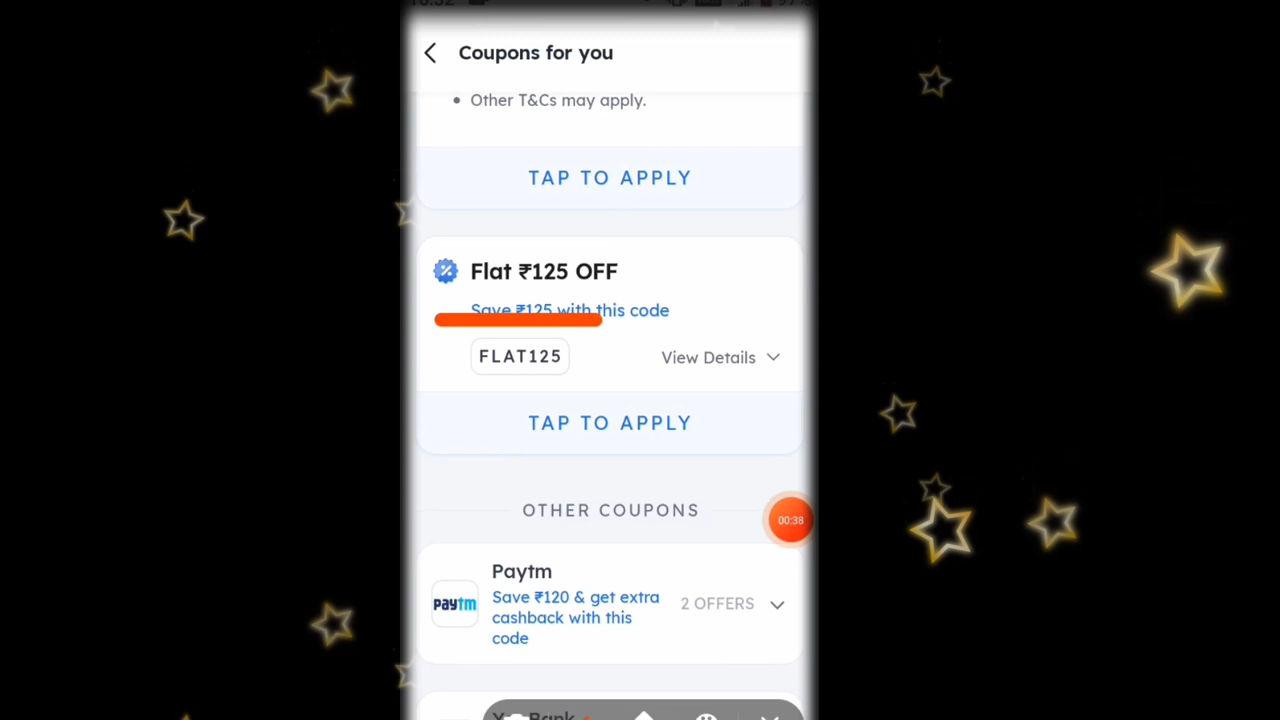 Coupons for you
• Other T&Cs may apply.
TAP TO APPLY
Flat ₹125 OFF
Save ₹125 with this code
FLAT125
View Details
TAP TO APPLY
OTHER COUPONS
00:38
Paytm
paytm
Save ₹120 & get extra
cashback with this
code
2 OFFERS
Bank